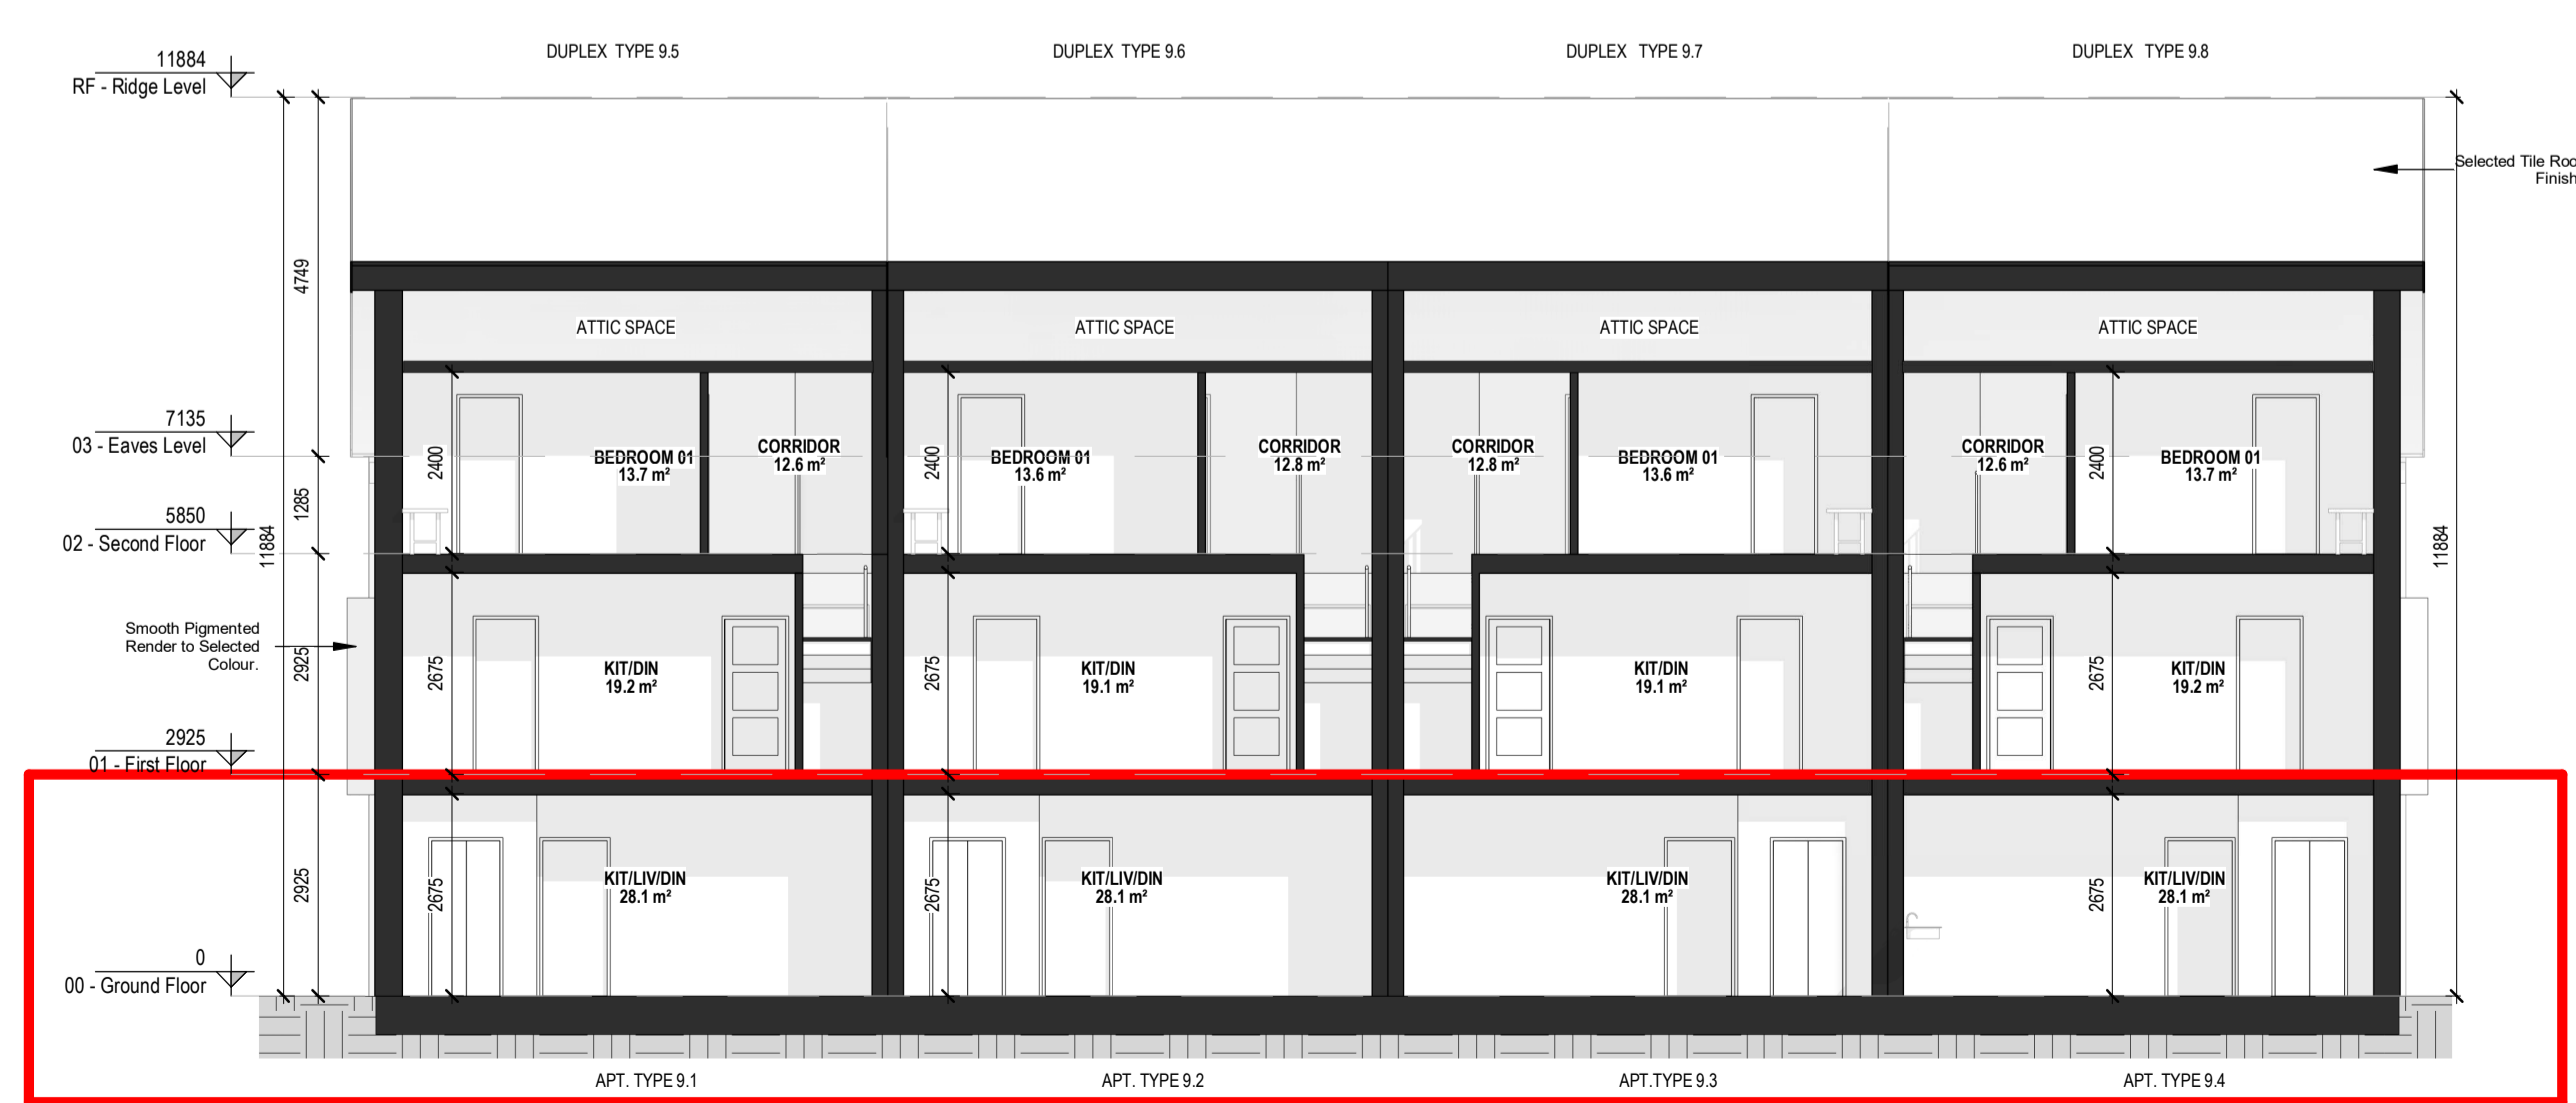 DUPLEX TYPE 9.5
DUPLEX TYPE 9.6
DUPLEX TYPE 9.7
DUPLEX TYPE 9.8
11884
RF - Ridge Level
Selected Tile Roo
Finish
4749
ATTIC SPACE
ATTIC SPACE
ATTIC SPACE
ATTIC SPACE
7135
03 - Eaves Level
2400
BEDROOM 01
13.7 m²
CORRIDOR
12.6 m²
2400
BEDROOM 01
13.6 m²
CORRIDOR
12.8 m²
CORRIDOR
12.8 m²
BEDROOM 01
13.6 m²
CORRIDOR
12.6 m²
2400
BEDROOM 01
13.7 m²
1285
5850
02 - Second Floor
11884
11884
Smooth Pigmented
Render to Selected
Colour.
2925
2675
KIT/DIN
19.2 m²
2675
KIT/DIN
19.1 m²
KIT/DIN
19.1 m²
2675
KIT/DIN
19.2 m²
2925
01 - First Floor
2925
2675
KIT/LIV/DIN
28.1 m²
2675
KIT/LIV/DIN
28.1 m²
KIT/LIV/DIN
28.1 m²
2675
KIT/LIV/DIN
28.1 m²
0
00 - Ground Floor
APT. TYPE 9.1
APT. TYPE 9.2
APT.TYPE 9.3
APT. TYPE 9.4